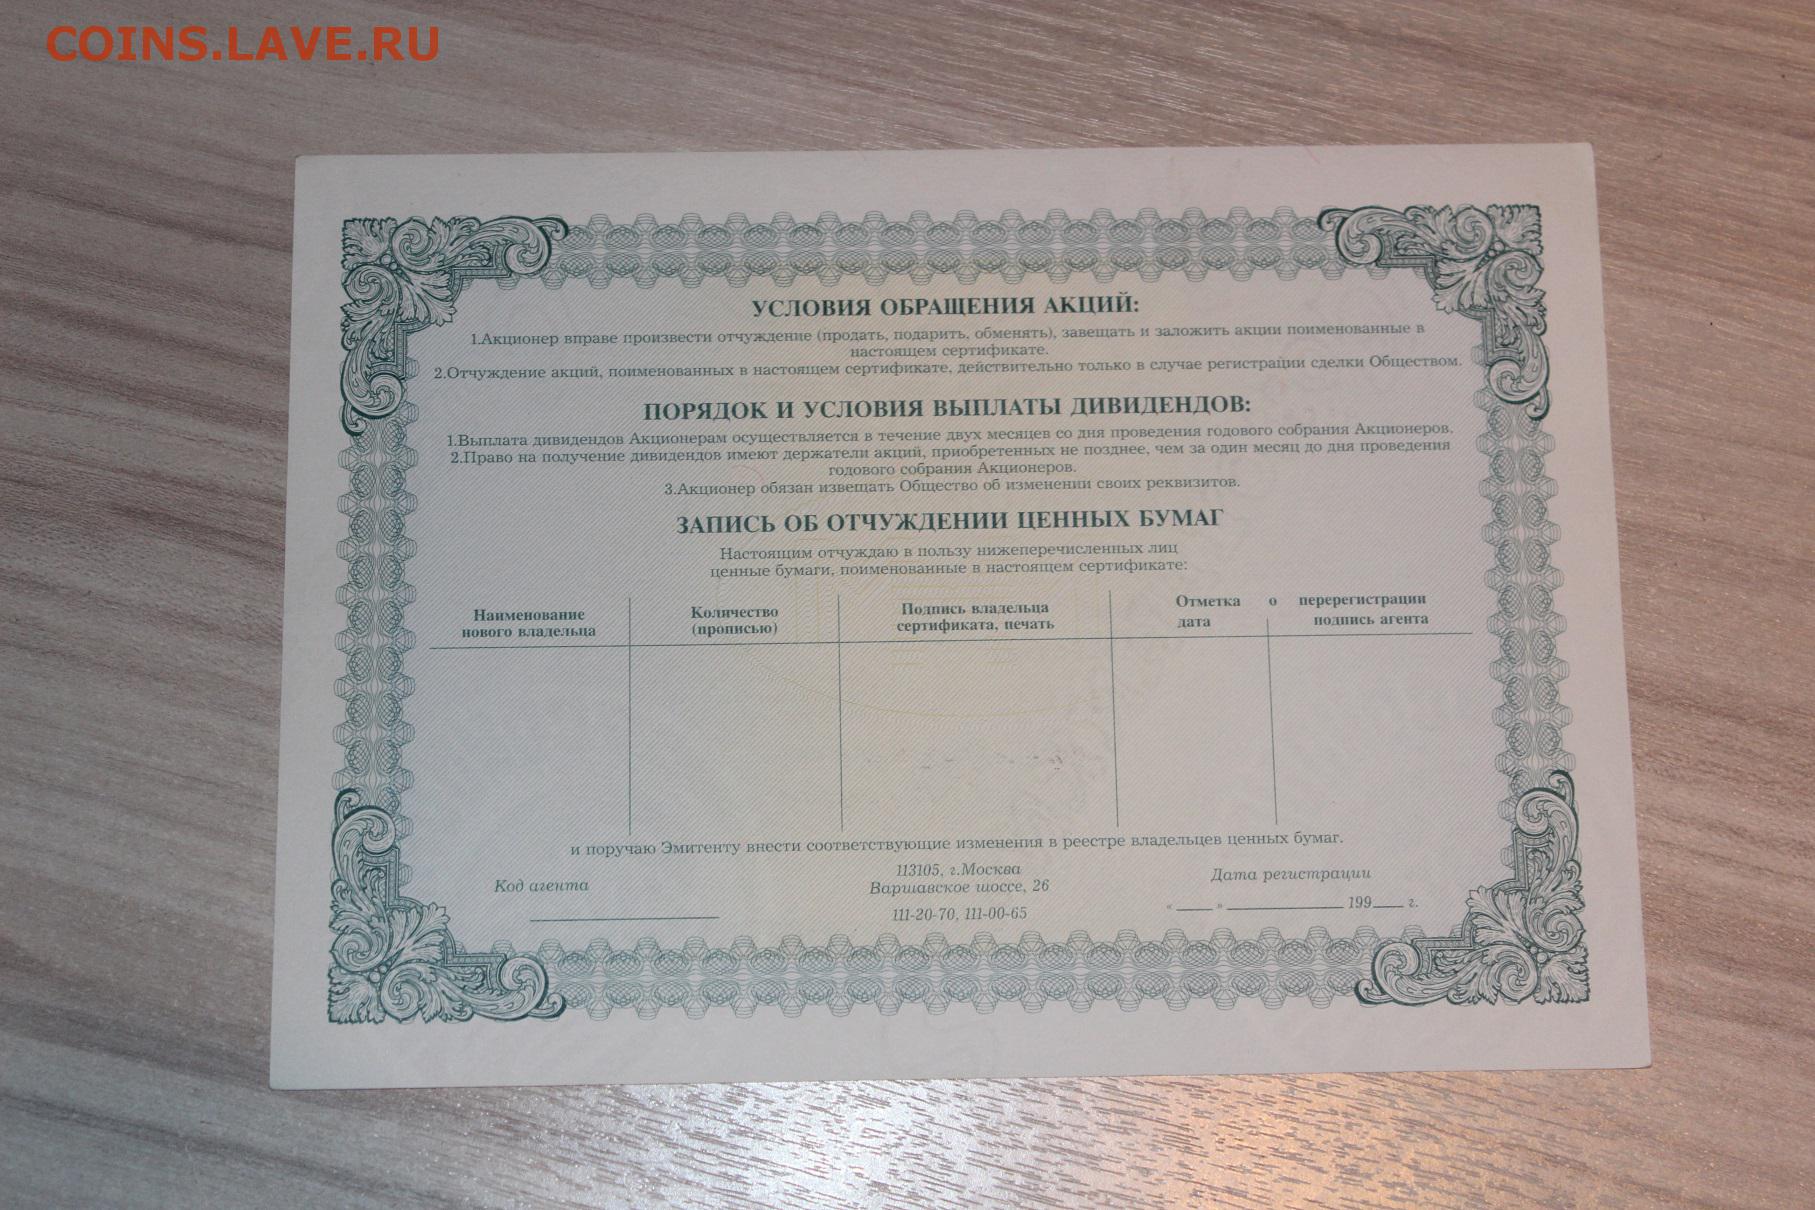 COINS.LAVE.RU
УСЛОВИЯ ОБРАЩЕНИЯ АКЦИЙ:
1.Акционер вправе произвести отчуждение (продать, подарить, обменять), завещать и заложить акции поименованные в
настоящем сертификате.
2.Отчуждение акций, поименованных в настоящем сертификате, действительно только в случае регистрации сделки Обществом.
ПОРЯДОК И УСЛОВИЯ ВЫПЛАТЫ ДИВИДЕНДОВ:
1.Выплата дивидендов Акционерам осуществляется в течение двух месяцев со дня проведения годового собрания Акционеров.
2.Право на получение дивидендов имеют держатели акций, приобретенных не позднее, чем за один месяц до дня проведения
годового собрания Акционеров.
3.Акционер обязан извещать Общество об изменении своих реквизитов.
ЗАПИСЬ ОБ ОТЧУЖДЕНИИ ЦЕННЫХ БУМАГ
Настоящим отчуждаю в пользу нижеперечисленных лиц
ценные бумаги, поименованные в настоящем сертификате:
Наименование
нового владельца
Количество
(прописью)
Подпись владельца
сертификата, печать
Отметка о перерегистрации
дата подпись агента
и поручаю Эмитенту внести соответствующие изменения в реестре владельцев ценных бумаг.
Код агента
113105, г.Москва
Варшавское шоссе, 26
111-20-70, 111-00-65
Дата регистрации
« ____ » ____________ 199___ г.